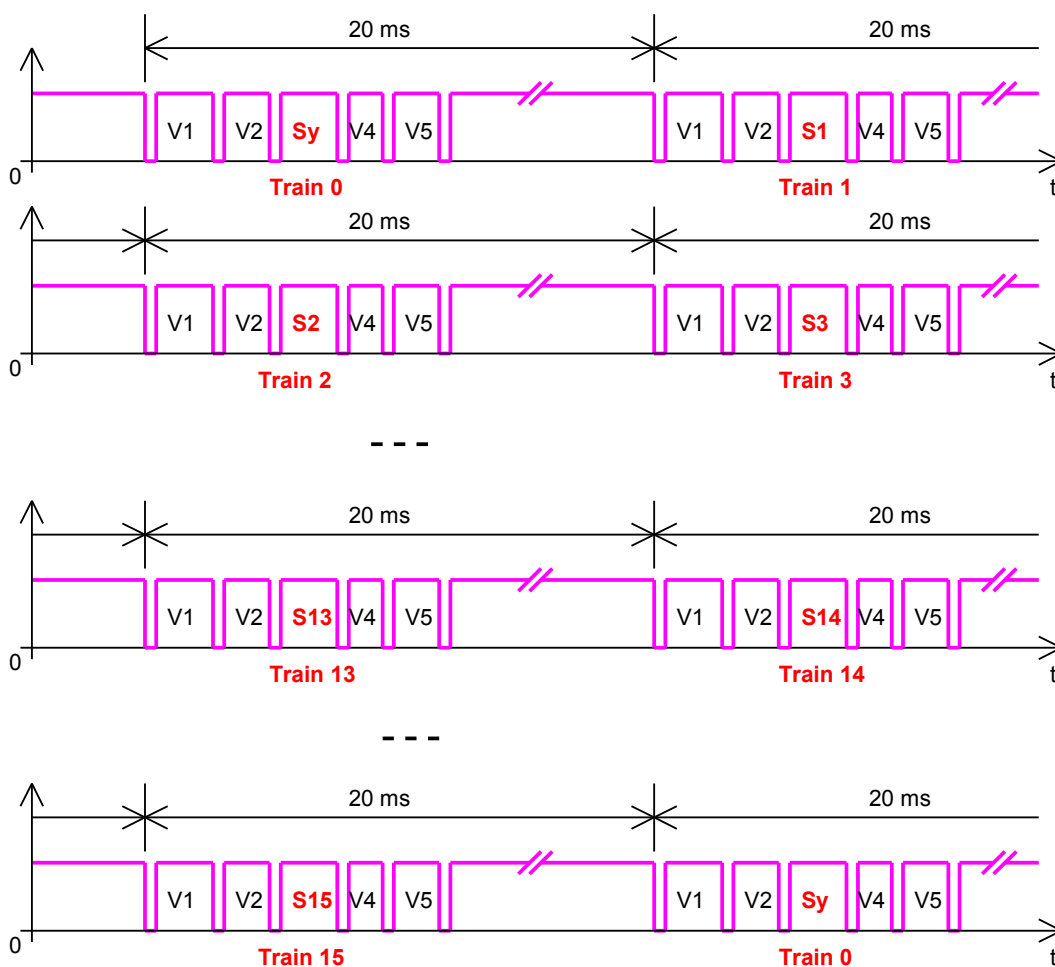 20 ms 20 ms
V1 V2 Sy V4 V5 V1 V2 S1 V4 V5
0 Train 0 Train 1 t
20 ms 20 ms
V1 V2 S2 V4 V5 V1 V2 S3 V4 V5
0 Train 2 Train 3 t
- - -
20 ms 20 ms
V1 V2 S13 V4 V5 V1 V2 S14 V4 V5
0 Train 13 Train 14 t
- - -
20 ms 20 ms
V1 V2 S15 V4 V5 V1 V2 Sy V4 V5
0 Train 15 Train 0 t